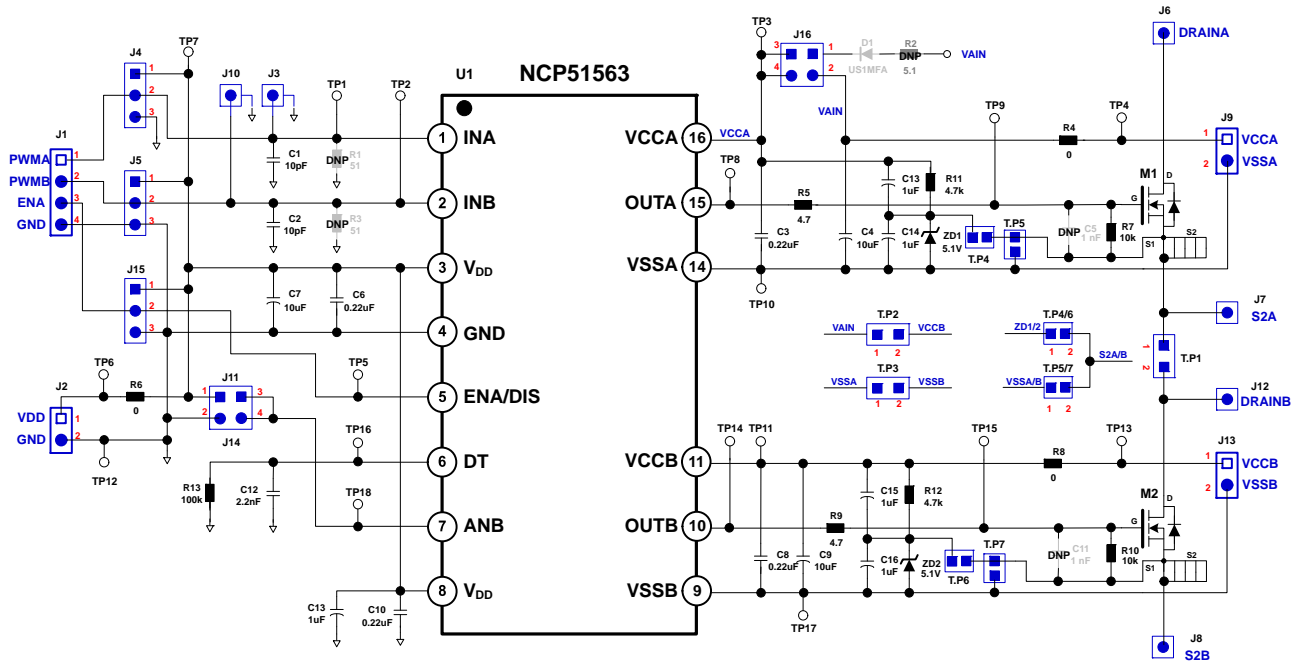 J6
DRAINA
TP3
J16
3
4
1
2
D1
US1MFA
R2
DNP
5.1
VAIN
VAIN
J4
1
2
3
TP7
J10
J3
TP1
TP2
U1
NCP51563
J1
PWMA
PWMB
ENA
GND
1
2
3
4
J5
1
2
3
C1
10pF
DNP
R1
51
C2
10pF
DNP
R3
51
J15
1
2
3
C7
10uF
C6
0.22uF
1
INA
2
INB
3
VDD
4
GND
5
ENA/DIS
6
DT
7
ANB
8
VDD
VCCA
16
OUTA
15
VSSA
14
VCCB
11
OUTB
10
VSSB
9
VCCA
TP8
TP9
R4
0
TP4
J9
1
2
VCCA
VSSA
R5
4.7
C3
0.22uF
C4
10uF
C13
1uF
R11
4.7k
C14
1uF
ZD1
5.1V
T.P4
T.P5
DNP
C5
1 nF
R7
10k
M1
D
G
S1
S2
TP10
VAIN
T.P2
VCCB
1
2
VSSA
T.P3
VSSB
1
2
ZD1/2
T.P4/6
1
2
S2A/B
VSSA/B
T.P5/7
1
2
J7
S2A
1
2
T.P1
J12
DRAINB
J2
VDD
GND
1
2
TP6
R6
0
TP12
J11
1
2
3
4
J14
TP5
TP16
TP18
R13
100k
C12
2.2nF
C13
1uF
C10
0.22uF
TP14
TP11
TP15
TP13
R8
0
J13
1
2
VCCB
VSSB
R9
4.7
C8
0.22uF
C9
10uF
C15
1uF
R12
4.7k
C16
1uF
ZD2
5.1V
T.P6
T.P7
DNP
C11
1 nF
R10
10k
M2
D
G
S1
S2
TP17
J8
S2B